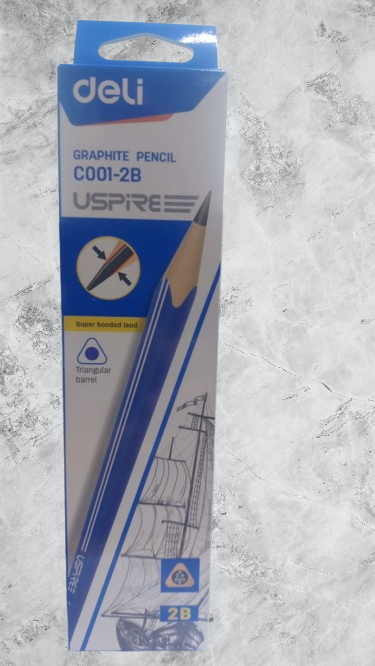 deli
GRAPHITE PENCIL
C001-2B
USPIRE
Super bonded lead
Triangular
barrel
USPIRE
2B